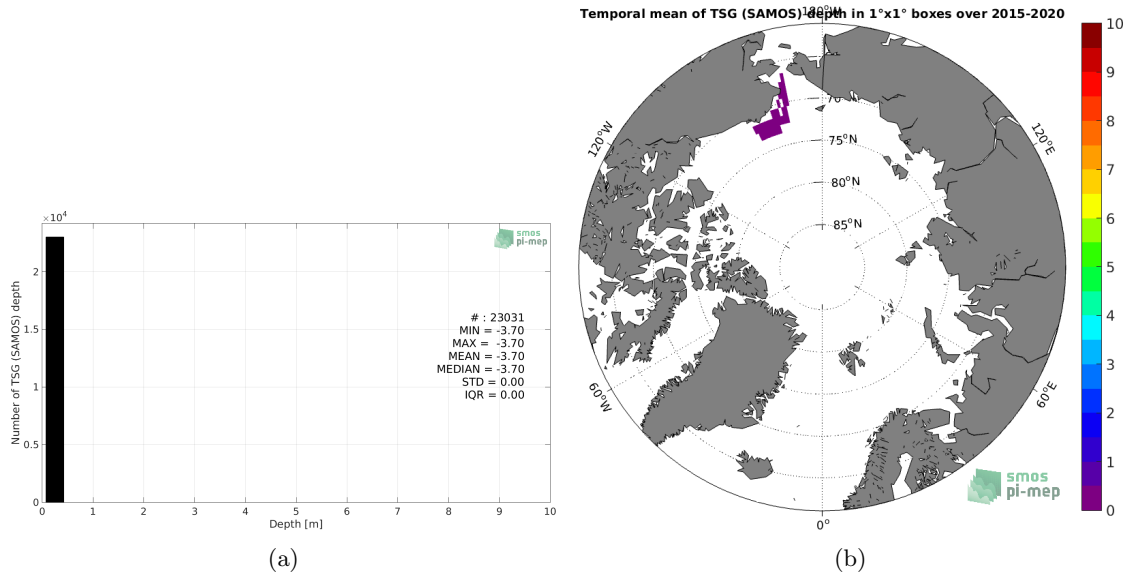 ×10⁴
2
1.5
1
0.5
0
Number of TSG (SAMOS) depth
smos
pi-mep
# : 23031
MIN = -3.70
MAX = -3.70
MEAN = -3.70
MEDIAN = -3.70
STD = 0.00
IQR = 0.00
0 1 2 3 4 5 6 7 8 9 10
Depth [m]
(a)
Temporal mean of TSG (SAMOS) depth in 1°x1° boxes over 2015-2020
180°W
120°W
120°E
70°N
75°N
80°N
85°N
60°W
60°E
0°
smos
pi-mep
10
9
8
7
6
5
4
3
2
1
0
(b)